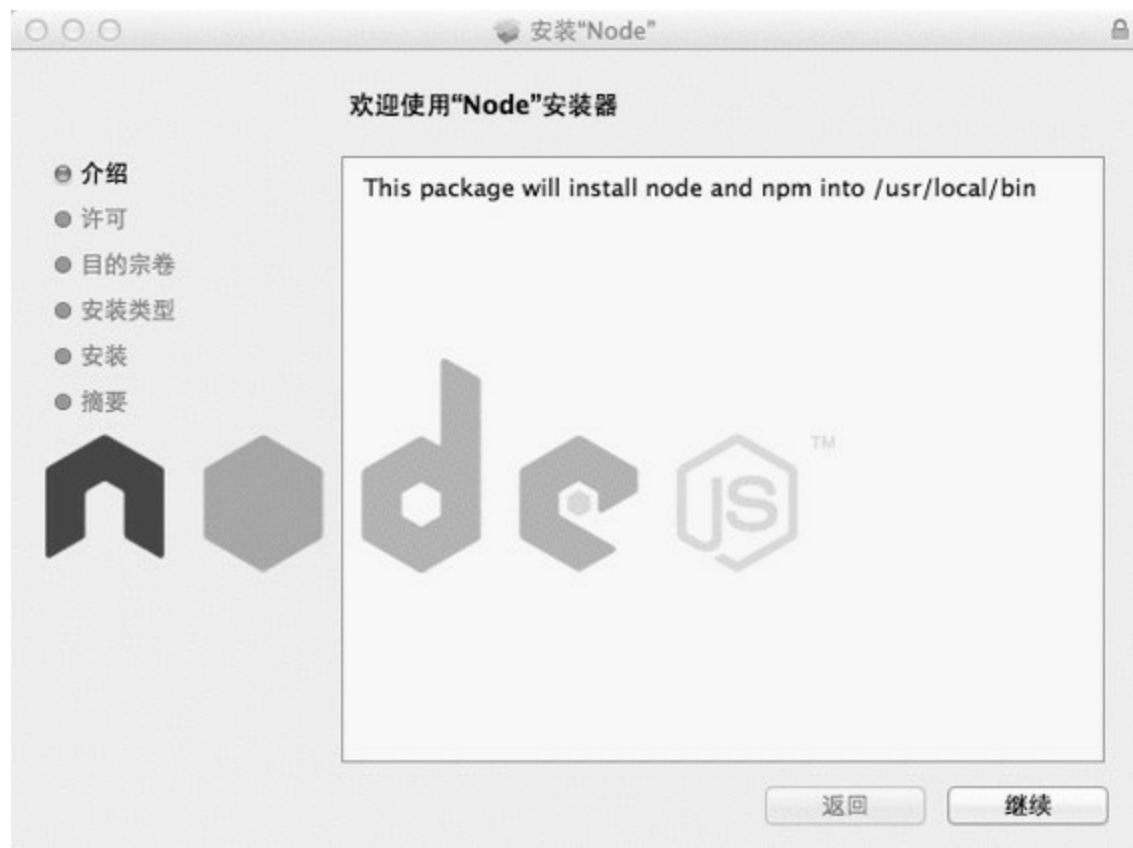 安装“Node”
欢迎使用“Node”安装器
介绍
许可
目的宗卷
安装类型
安装
摘要
This package will install node and npm into /usr/local/bin
node JS TM
返回
继续